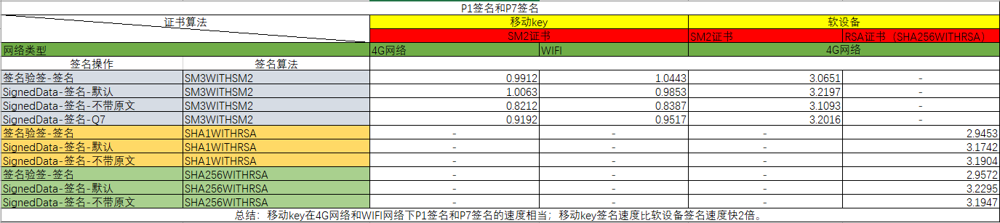 P1签名和P7签名
证书算法 移动key 软设备
SM2证书 SM2证书 RSA证书（SHA256WITHRSA）
网络类型 4G网络 WIFI 4G网络
签名操作 签名算法
签名验签-签名 SM3WITHSM2 0.9912 1.0443 3.0651 -
SignedData-签名-默认 SM3WITHSM2 1.0063 0.9853 3.2197 -
SignedData-签名-不带原文 SM3WITHSM2 0.8212 0.8387 3.1093 -
SignedData-签名-Q7 SM3WITHSM2 0.9192 0.9517 3.2016 -
签名验签-签名 SHA1WITHRSA - - - 2.9453
SignedData-签名-默认 SHA1WITHRSA - - - 3.1742
SignedData-签名-不带原文 SHA1WITHRSA - - - 3.1904
签名验签-签名 SHA256WITHRSA - - - 2.9572
SignedData-签名-默认 SHA256WITHRSA - - - 3.2295
SignedData-签名-不带原文 SHA256WITHRSA - - - 3.1947
总结：移动key在4G网络和WIFI网络下P1签名和P7签名的速度相当；移动key签名速度比软设备签名速度快2倍。